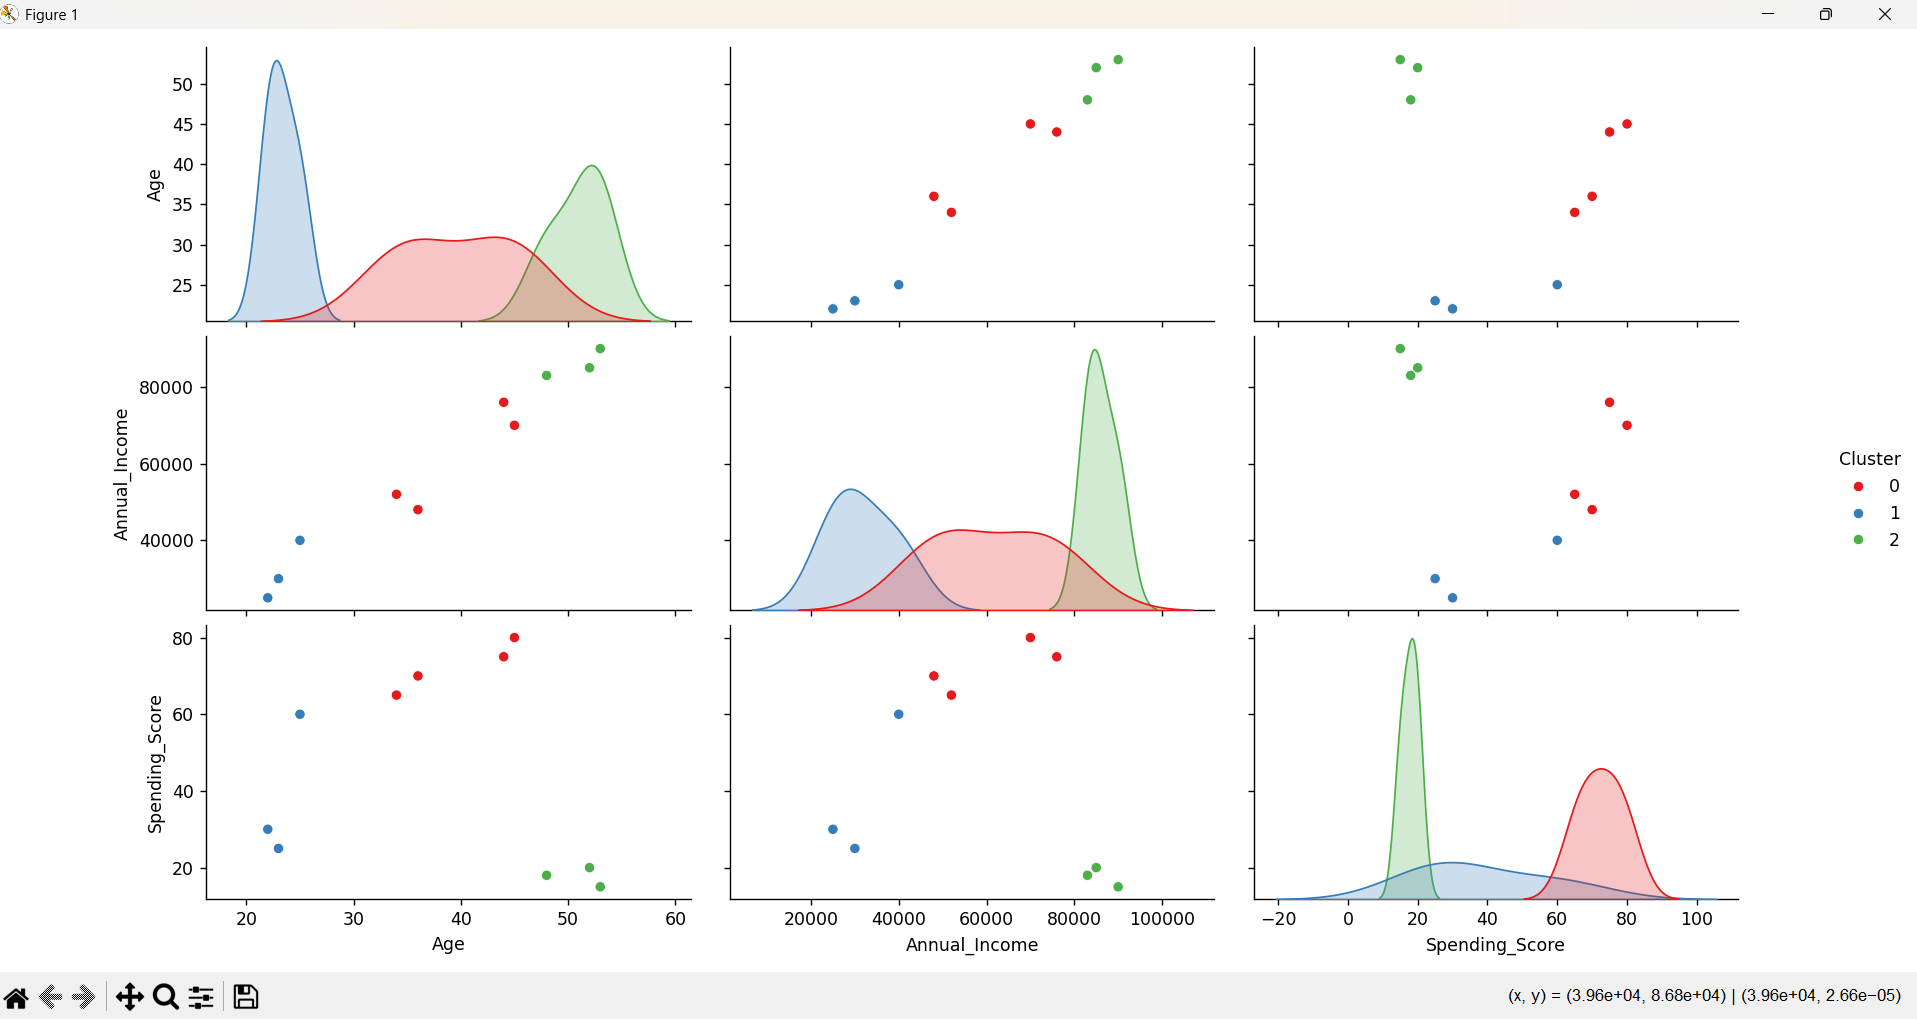 Figure 1
50
45
40
35
30
25
Age
80000
60000
40000
Annual_Income
Cluster
0
1
2
80
60
40
20
Spending_Score
20 30 40 50 60
20000 40000 60000 80000 100000
−20 0 20 40 60 80 100
Age
Annual_Income
Spending_Score
(x, y) = (3.96e+04, 8.68e+04) | (3.96e+04, 2.66e−05)